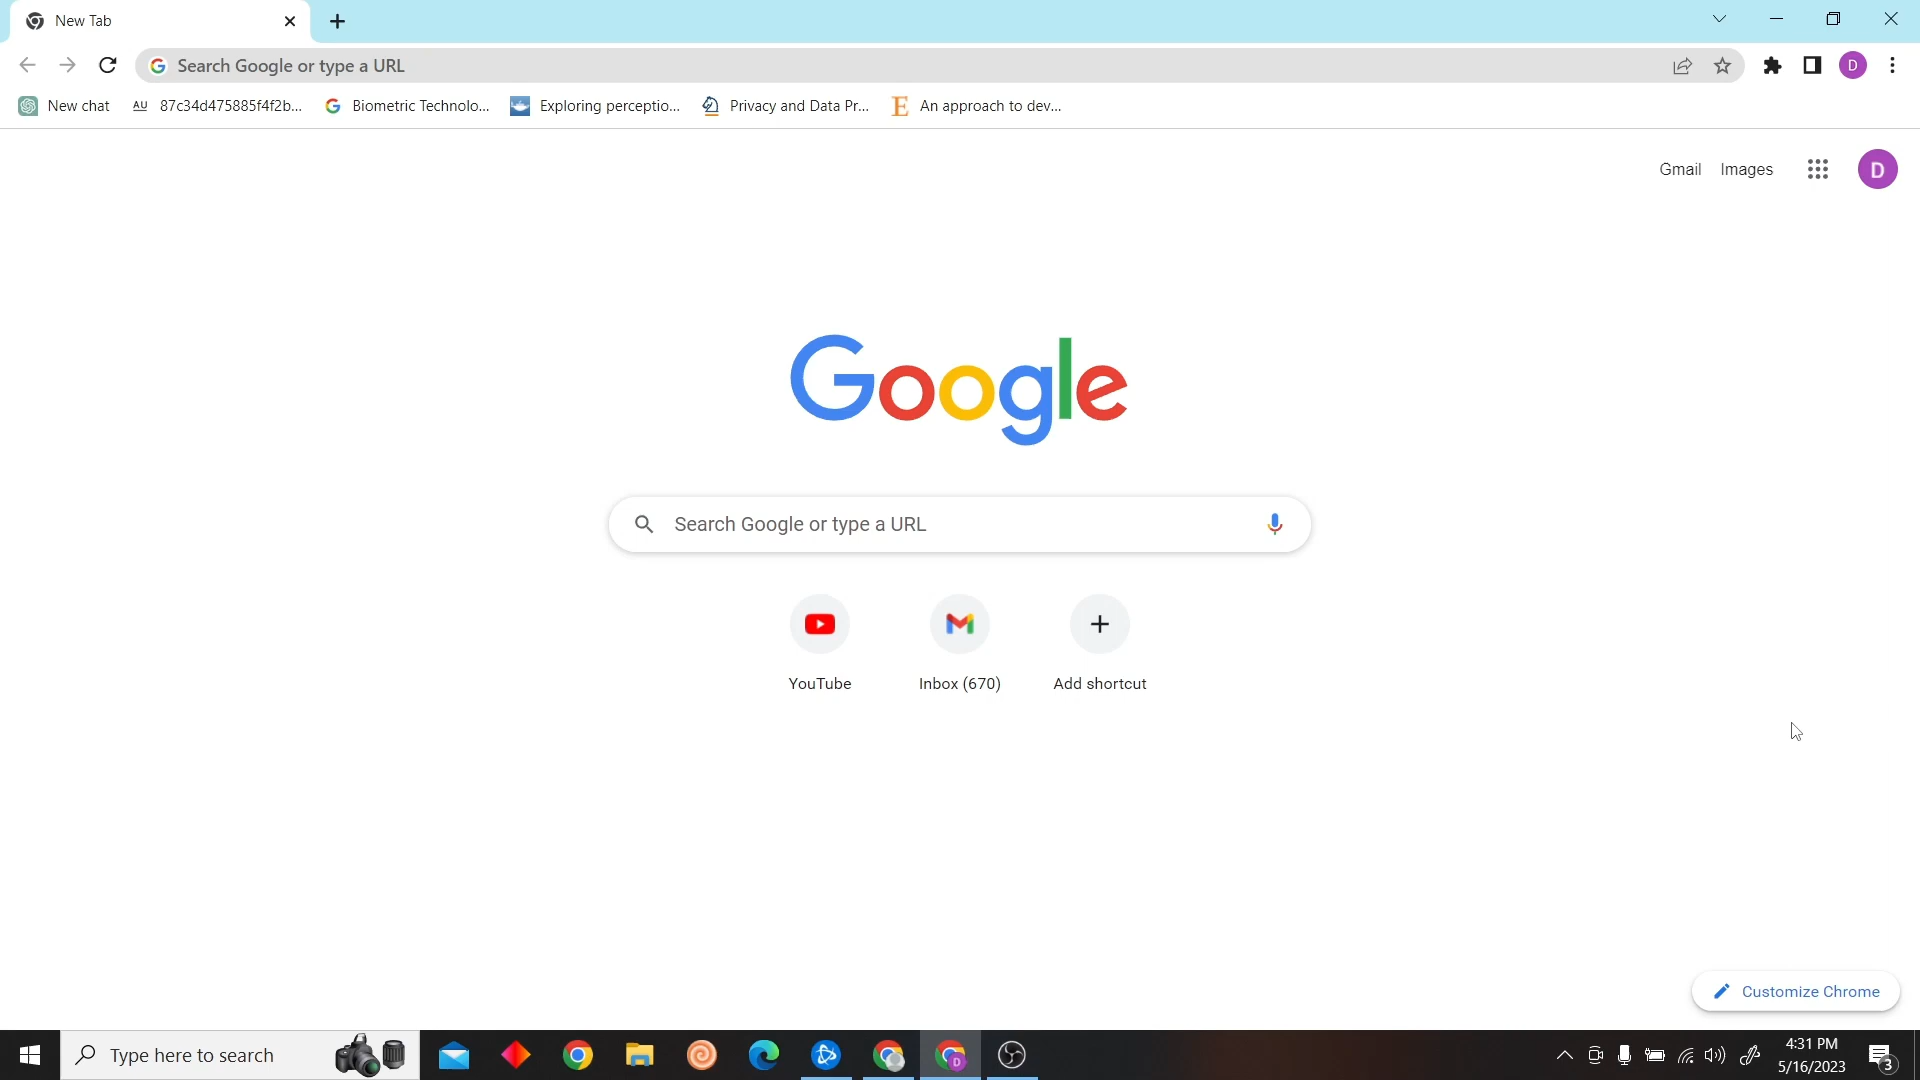 New Tab
Search Google or type a URL
New chat AU 87c34d475885f4f2b... Biometric Technolo... Exploring perceptio... Privacy and Data Pr... E An approach to dev...
D
Gmail Images
D
Google
Search Google or type a URL
YouTube Inbox (670) Add shortcut
Customize Chrome
Type here to search
D
4:31 PM
5/16/2023
3